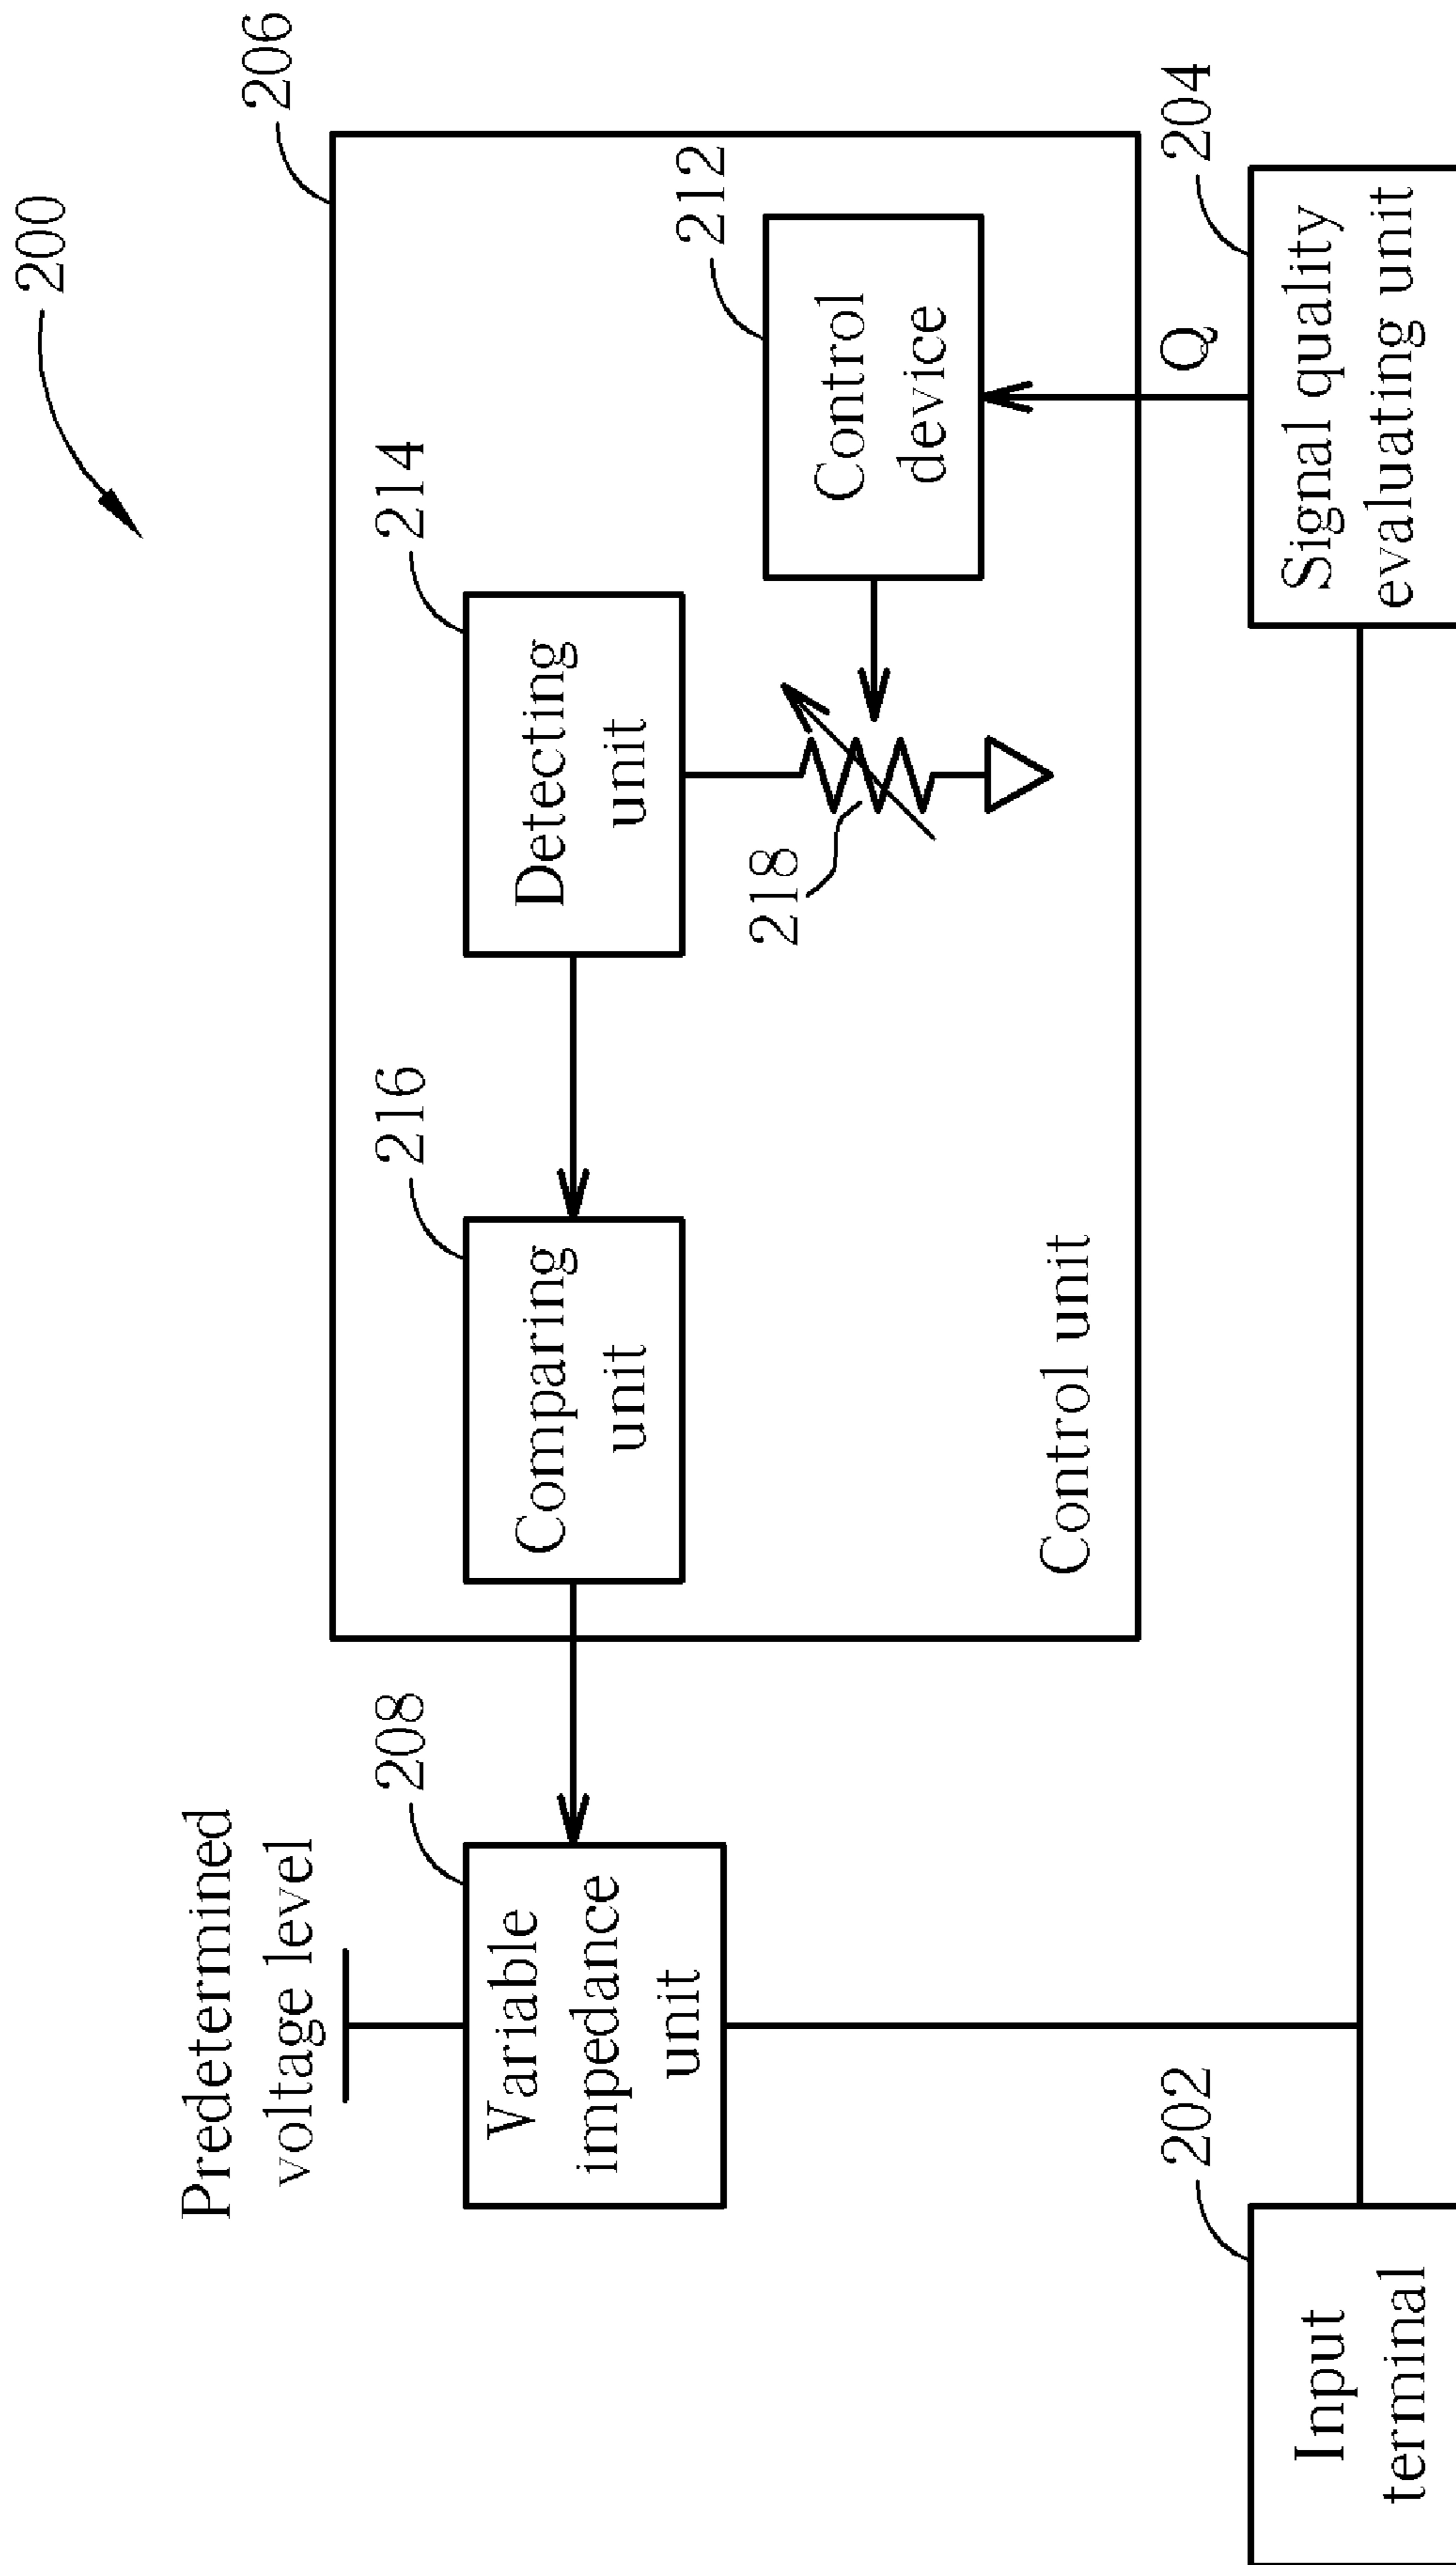 200
Predetermined
voltage level
206
208
216
214
Variable
impedance
unit
Comparing
unit
Detecting
unit
212
Control
device
218
Control unit
Q
202
204
Input
terminal
Signal quality
evaluating unit